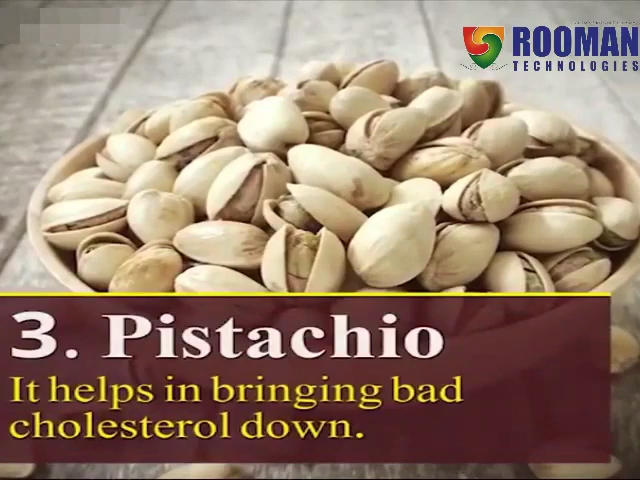 ROOMAN
TECHNOLOGIES
3. Pistachio
It helps in bringing bad
cholesterol down.